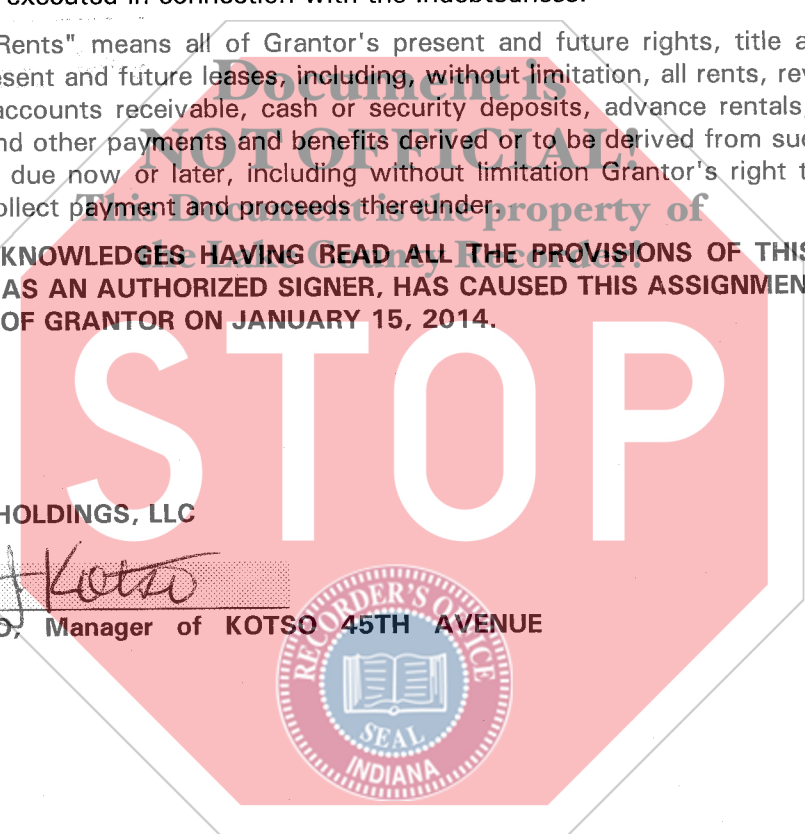 executed in connection with the Indebtedness.
Rents" means all of Grantor's present and future rights, title a
esent and future leases, including, without limitation, all rents, rev
accounts receivable, cash or security deposits, advance rentals,
nd other payments and benefits derived or to be derived from suc
due now or later, including without limitation Grantor's right t
ollect payment and proceeds thereunder.
Document is
NOT OFFICIAL!
This Document is the property of
the Lake County Recorder!
KNOWLEDGES HAVING READ ALL THE PROVISIONS OF THIS
AS AN AUTHORIZED SIGNER, HAS CAUSED THIS ASSIGNMEN
OF GRANTOR ON JANUARY 15, 2014.
STOP
HOLDINGS, LLC
Kotso
O, Manager of KOTSO 45TH AVENUE
RECORDER'S OFFICE
SEAL
INDIANA